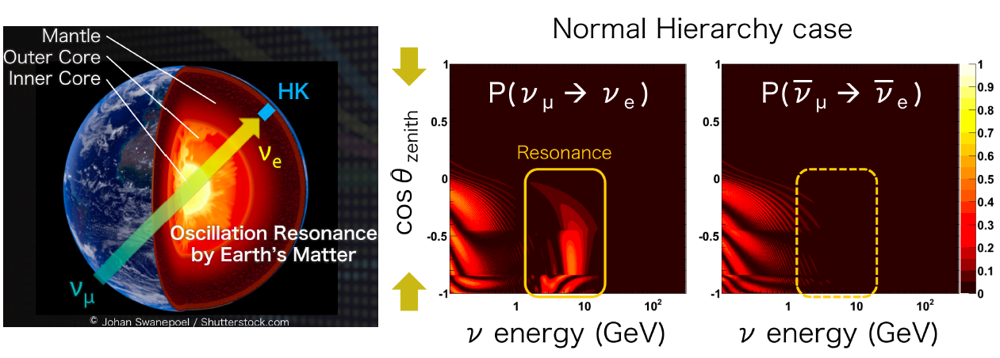 Mantle
Outer Core
Inner Core
HK
νe
Oscillation Resonance
by Earth's Matter
νμ
© Johan Swanepoel / Shutterstock.com
Normal Hierarchy case
cos θ zenith
1
0.5
0
-0.5
-1
P( νμ → νe )
Resonance
1
10
10²
ν energy (GeV)
1
0.5
0
-0.5
-1
P( ν̅μ → ν̅e )
1
10
10²
ν energy (GeV)
1
0.9
0.8
0.7
0.6
0.5
0.4
0.3
0.2
0.1
0